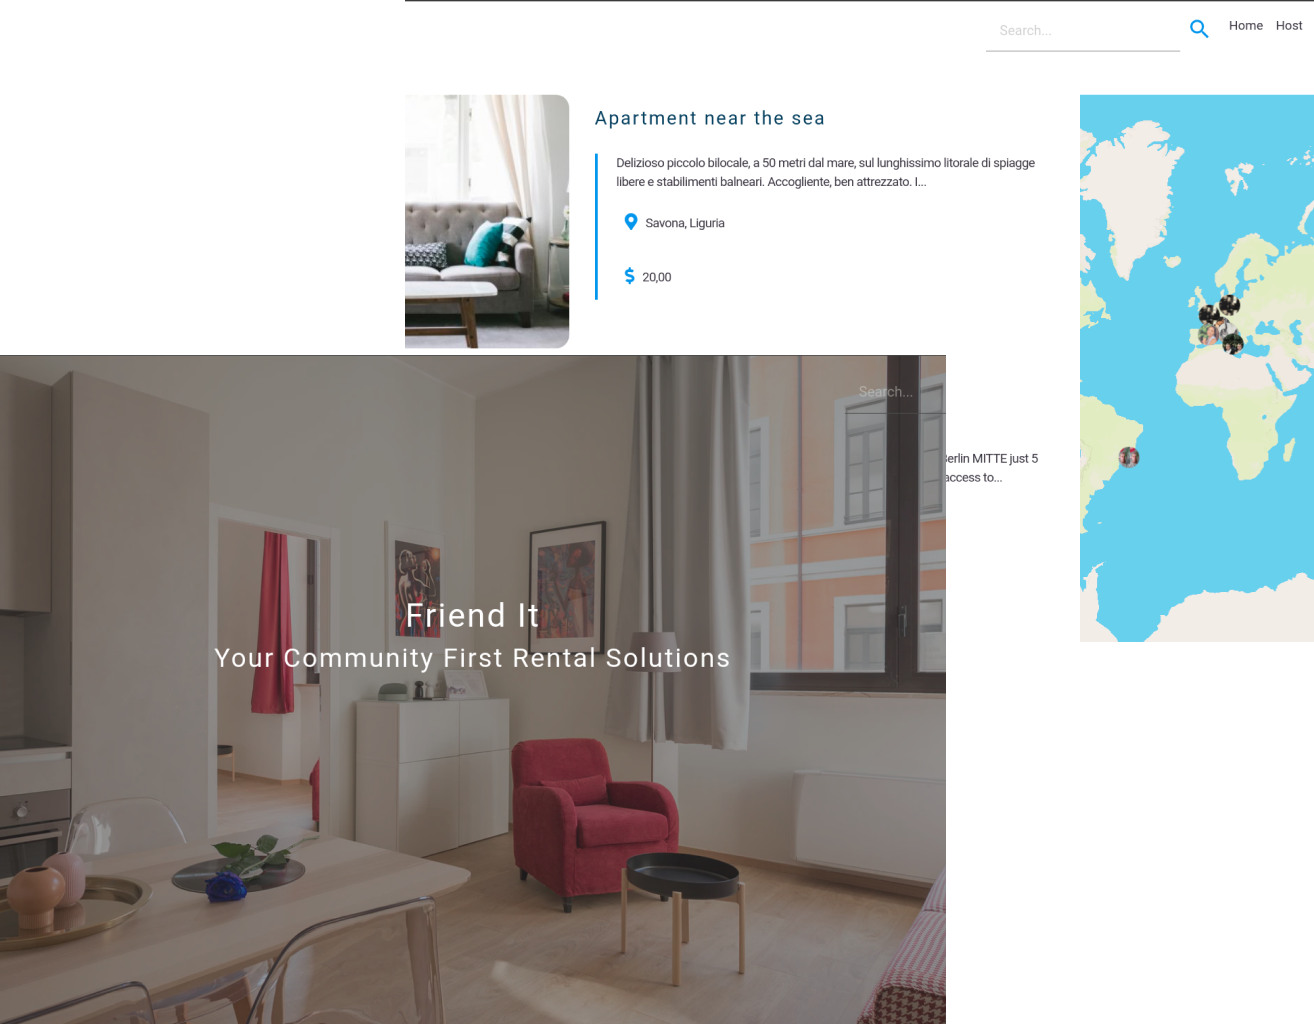 Search...
Home Host
Apartment near the sea
Delizioso piccolo bilocale, a 50 metri dal mare, sul lunghissimo litorale di spiagge
libere e stabilimenti balneari. Accogliente, ben attrezzato. I...
Savona, Liguria
$ 20,00
Search...
Berlin MITTE just 5
access to...
Friend It
Your Community First Rental Solutions